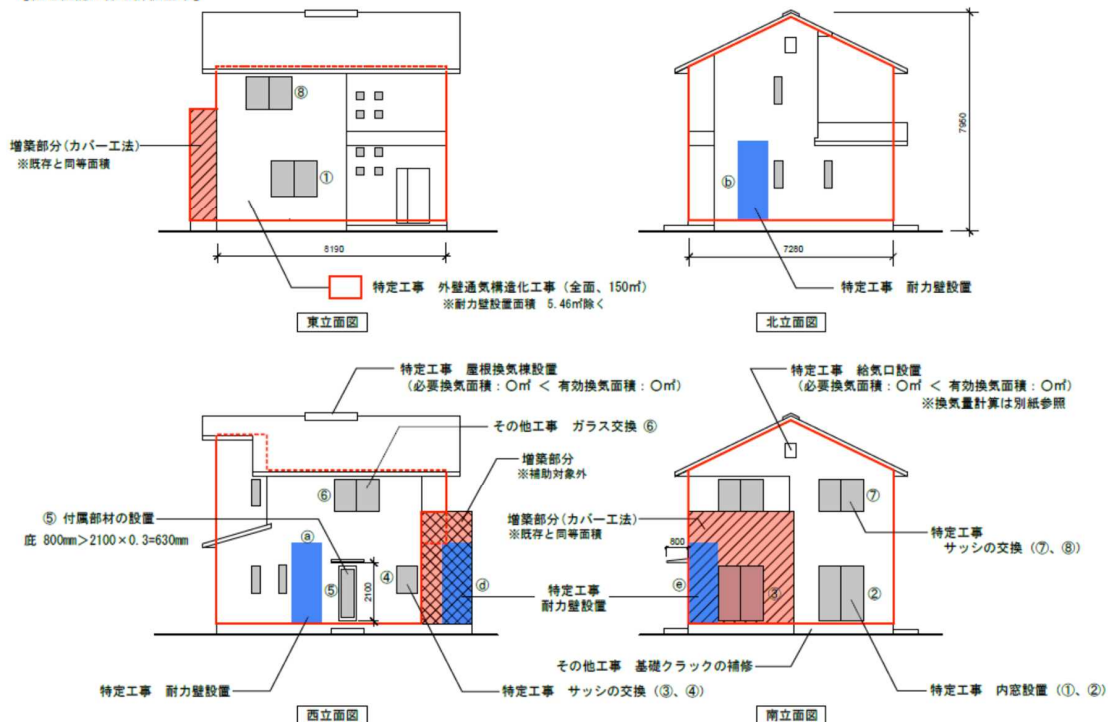 ⑧
増築部分(カバー工法)
※既存と同等面積
①
8190
特定工事 外壁通気構造化工事 (全面、150㎡)
※耐力壁設置面積 5.46㎡除く
東立面図
ⓑ
7950
7280
特定工事 耐力壁設置
北立面図
特定工事 屋根換気棟設置
(必要換気面積:〇㎡ < 有効換気面積:〇㎡)
その他工事 ガラス交換 ⑥
増築部分
※補助対象外
⑥
⑤ 付属部材の設置
庇 800mm>2100×0.3=630mm
ⓐ
④
⑤
2100
ⓓ
特定工事
耐力壁設置
特定工事 耐力壁設置
特定工事 サッシの交換 (③、④)
西立面図
特定工事 給気口設置
(必要換気面積:〇㎡ < 有効換気面積:〇㎡)
※換気量計算は別紙参照
⑦
増築部分(カバー工法)
※既存と同等面積
特定工事
サッシの交換 (⑦、⑧)
800
ⓔ
③
②
その他工事 基礎クラックの補修
特定工事 内窓設置 (①、②)
南立面図